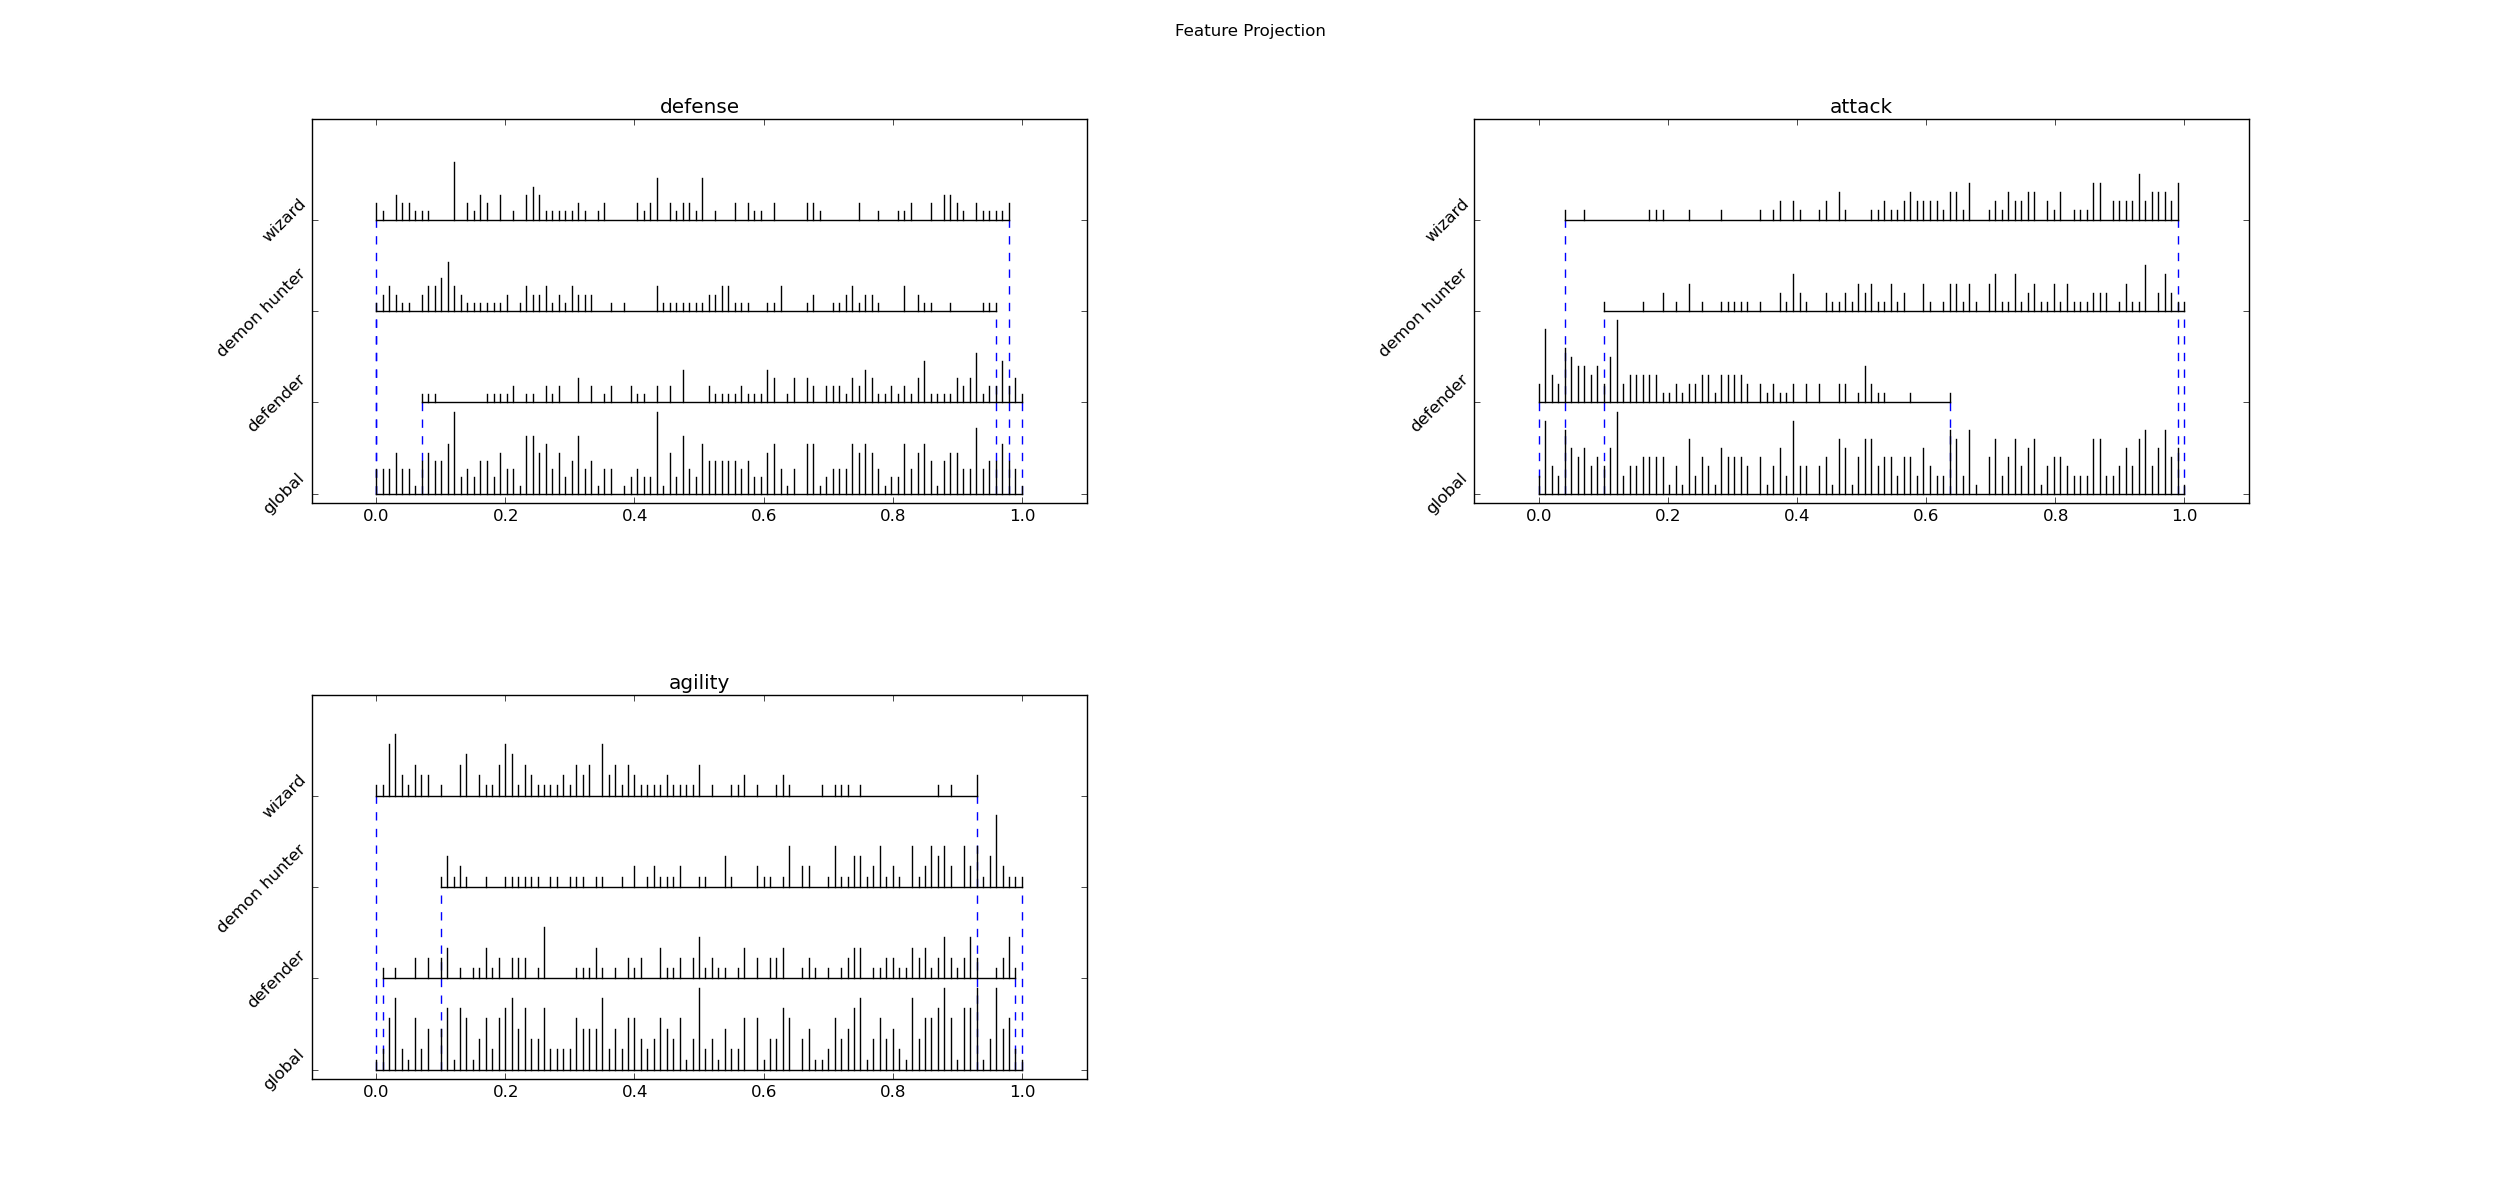 Feature Projection
defense
wizard
demon hunter
defender
global
0.0 0.2 0.4 0.6 0.8 1.0
attack
wizard
demon hunter
defender
global
0.0 0.2 0.4 0.6 0.8 1.0
agility
wizard
demon hunter
defender
global
0.0 0.2 0.4 0.6 0.8 1.0